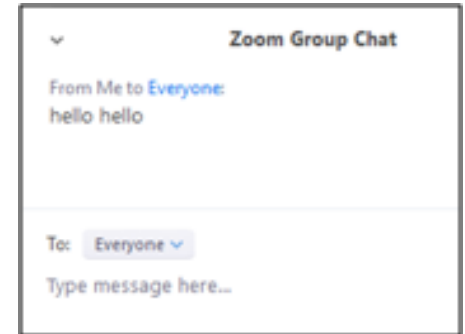 Zoom Group Chat
From Me to Everyone:
hello hello
To: Everyone
Type message here...